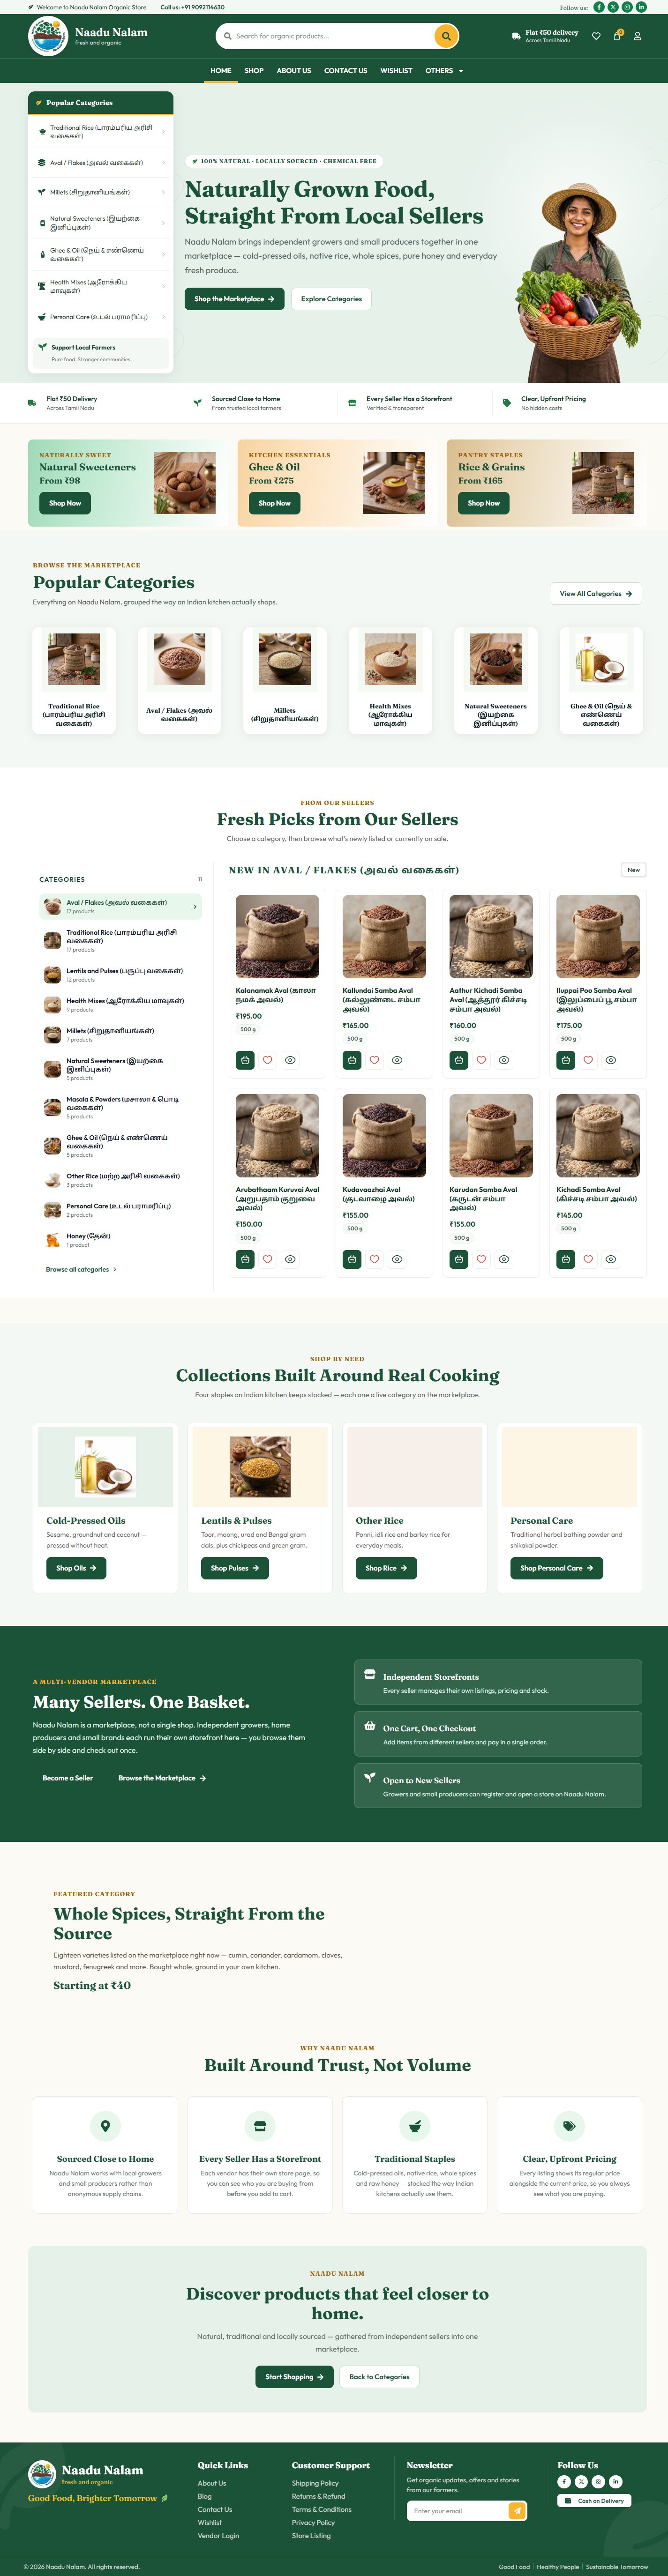 Welcome to Naadu Nalam Organic Store
Call us: +91 9092114630
Follow us:
Naadu Nalam
fresh and organic
Search for organic products...
Flat ₹50 delivery
Across Tamil Nadu
0
HOME SHOP ABOUT US CONTACT US WISHLIST OTHERS
Popular Categories
Traditional Rice (பாரம்பரிய அரிசி
வகைகள்)
Aval / Flakes (அவல் வகைகள்)
Millets (சிறுதானியங்கள்)
Natural Sweeteners (இயற்கை
இனிப்புகள்)
Ghee & Oil (நெய் & எண்ணெய்
வகைகள்)
Health Mixes (ஆரோக்கிய
மாவுகள்)
Personal Care (உடல் பராமரிப்பு)
Support Local Farmers
Pure food. Stronger communities.
100% NATURAL · LOCALLY SOURCED · CHEMICAL FREE
Naturally Grown Food,
Straight From Local Sellers
Naadu Nalam brings independent growers and small producers together in one
marketplace — cold-pressed oils, native rice, whole spices, pure honey and everyday
fresh produce.
Shop the Marketplace
Explore Categories
Flat ₹50 Delivery
Across Tamil Nadu
Sourced Close to Home
From trusted local farmers
Every Seller Has a Storefront
Verified & transparent
Clear, Upfront Pricing
No hidden costs
NATURALLY SWEET
Natural Sweeteners
From ₹98
Shop Now
KITCHEN ESSENTIALS
Ghee & Oil
From ₹275
Shop Now
PANTRY STAPLES
Rice & Grains
From ₹165
Shop Now
BROWSE THE MARKETPLACE
Popular Categories
Everything on Naadu Nalam, grouped the way an Indian kitchen actually shops.
View All Categories
Traditional Rice
(பாரம்பரிய அரிசி
வகைகள்)
Aval / Flakes (அவல்
வகைகள்)
Millets
(சிறுதானியங்கள்)
Health Mixes
(ஆரோக்கிய
மாவுகள்)
Natural Sweeteners
(இயற்கை
இனிப்புகள்)
Ghee & Oil (நெய் &
எண்ணெய்
வகைகள்)
FROM OUR SELLERS
Fresh Picks from Our Sellers
Choose a category, then browse what's newly listed or currently on sale.
CATEGORIES
11
Aval / Flakes (அவல் வகைகள்)
17 products
Traditional Rice (பாரம்பரிய அரிசி
வகைகள்)
17 products
Lentils and Pulses (பருப்பு வகைகள்)
12 products
Health Mixes (ஆரோக்கிய மாவுகள்)
9 products
Millets (சிறுதானியங்கள்)
7 products
Natural Sweeteners (இயற்கை
இனிப்புகள்)
5 products
Masala & Powders (மசாலா & பொடி
வகைகள்)
5 products
Ghee & Oil (நெய் & எண்ணெய்
வகைகள்)
5 products
Other Rice (மற்ற அரிசி வகைகள்)
3 products
Personal Care (உடல் பராமரிப்பு)
2 products
Honey (தேன்)
1 product
Browse all categories
NEW IN AVAL / FLAKES (அவல் வகைகள்)
New
Kalanamak Aval (காலா
நமக் அவல்)
₹195.00
500 g
Kallundai Samba Aval
(கல்லுண்டை சம்பா
அவல்)
₹165.00
500 g
Aathur Kichadi Samba
Aval (ஆத்தூர் கிச்சடி
சம்பா அவல்)
₹160.00
500 g
Iluppai Poo Samba Aval
(இலுப்பைப் பூ சம்பா
அவல்)
₹175.00
500 g
Arubathaam Kuruvai Aval
(அறுபதாம் குறுவை
அவல்)
₹150.00
500 g
Kudavaazhai Aval
(குடவாழை அவல்)
₹155.00
500 g
Karudan Samba Aval
(கருடன் சம்பா
அவல்)
₹155.00
500 g
Kichadi Samba Aval
(கிச்சடி சம்பா அவல்)
₹145.00
500 g
SHOP BY NEED
Collections Built Around Real Cooking
Four staples an Indian kitchen keeps stocked — each one a live category on the marketplace.
Cold-Pressed Oils
Sesame, groundnut and coconut —
pressed without heat.
Shop Oils
Lentils & Pulses
Toor, moong, urad and Bengal gram
dals, plus chickpeas and green gram.
Shop Pulses
Other Rice
Ponni, idli rice and barley rice for
everyday meals.
Shop Rice
Personal Care
Traditional herbal bathing powder and
shikakai powder.
Shop Personal Care
A MULTI-VENDOR MARKETPLACE
Many Sellers. One Basket.
Naadu Nalam is a marketplace, not a single shop. Independent growers, home
producers and small brands each run their own storefront here — you browse them
side by side and check out once.
Become a Seller
Browse the Marketplace
Independent Storefronts
Every seller manages their own listings, pricing and stock.
One Cart, One Checkout
Add items from different sellers and pay in a single order.
Open to New Sellers
Growers and small producers can register and open a store on Naadu Nalam.
FEATURED CATEGORY
Whole Spices, Straight From the
Source
Eighteen varieties listed on the marketplace right now — cumin, coriander, cardamom, cloves,
mustard, fenugreek and more. Bought whole, ground in your own kitchen.
Starting at ₹40
WHY NAADU NALAM
Built Around Trust, Not Volume
Sourced Close to Home
Naadu Nalam works with local growers
and small producers rather than
anonymous supply chains.
Every Seller Has a Storefront
Each vendor has their own store page, so
you can see who you are buying from
before you add to cart.
Traditional Staples
Cold-pressed oils, native rice, whole spices
and raw honey — stocked the way Indian
kitchens actually use them.
Clear, Upfront Pricing
Every listing shows its regular price
alongside the current price, so you always
see what you are paying.
NAADU NALAM
Discover products that feel closer to
home.
Natural, traditional and locally sourced — gathered from independent sellers into one
marketplace.
Start Shopping
Back to Categories
Naadu Nalam
fresh and organic
Good Food, Brighter Tomorrow
Quick Links
About Us
Blog
Contact Us
Wishlist
Vendor Login
Customer Support
Shipping Policy
Returns & Refund
Terms & Conditions
Privacy Policy
Store Listing
Newsletter
Get organic updates, offers and stories
from our farmers.
Enter your email
Follow Us
Cash on Delivery
© 2026 Naadu Nalam. All rights reserved.
Good Food | Healthy People | Sustainable Tomorrow